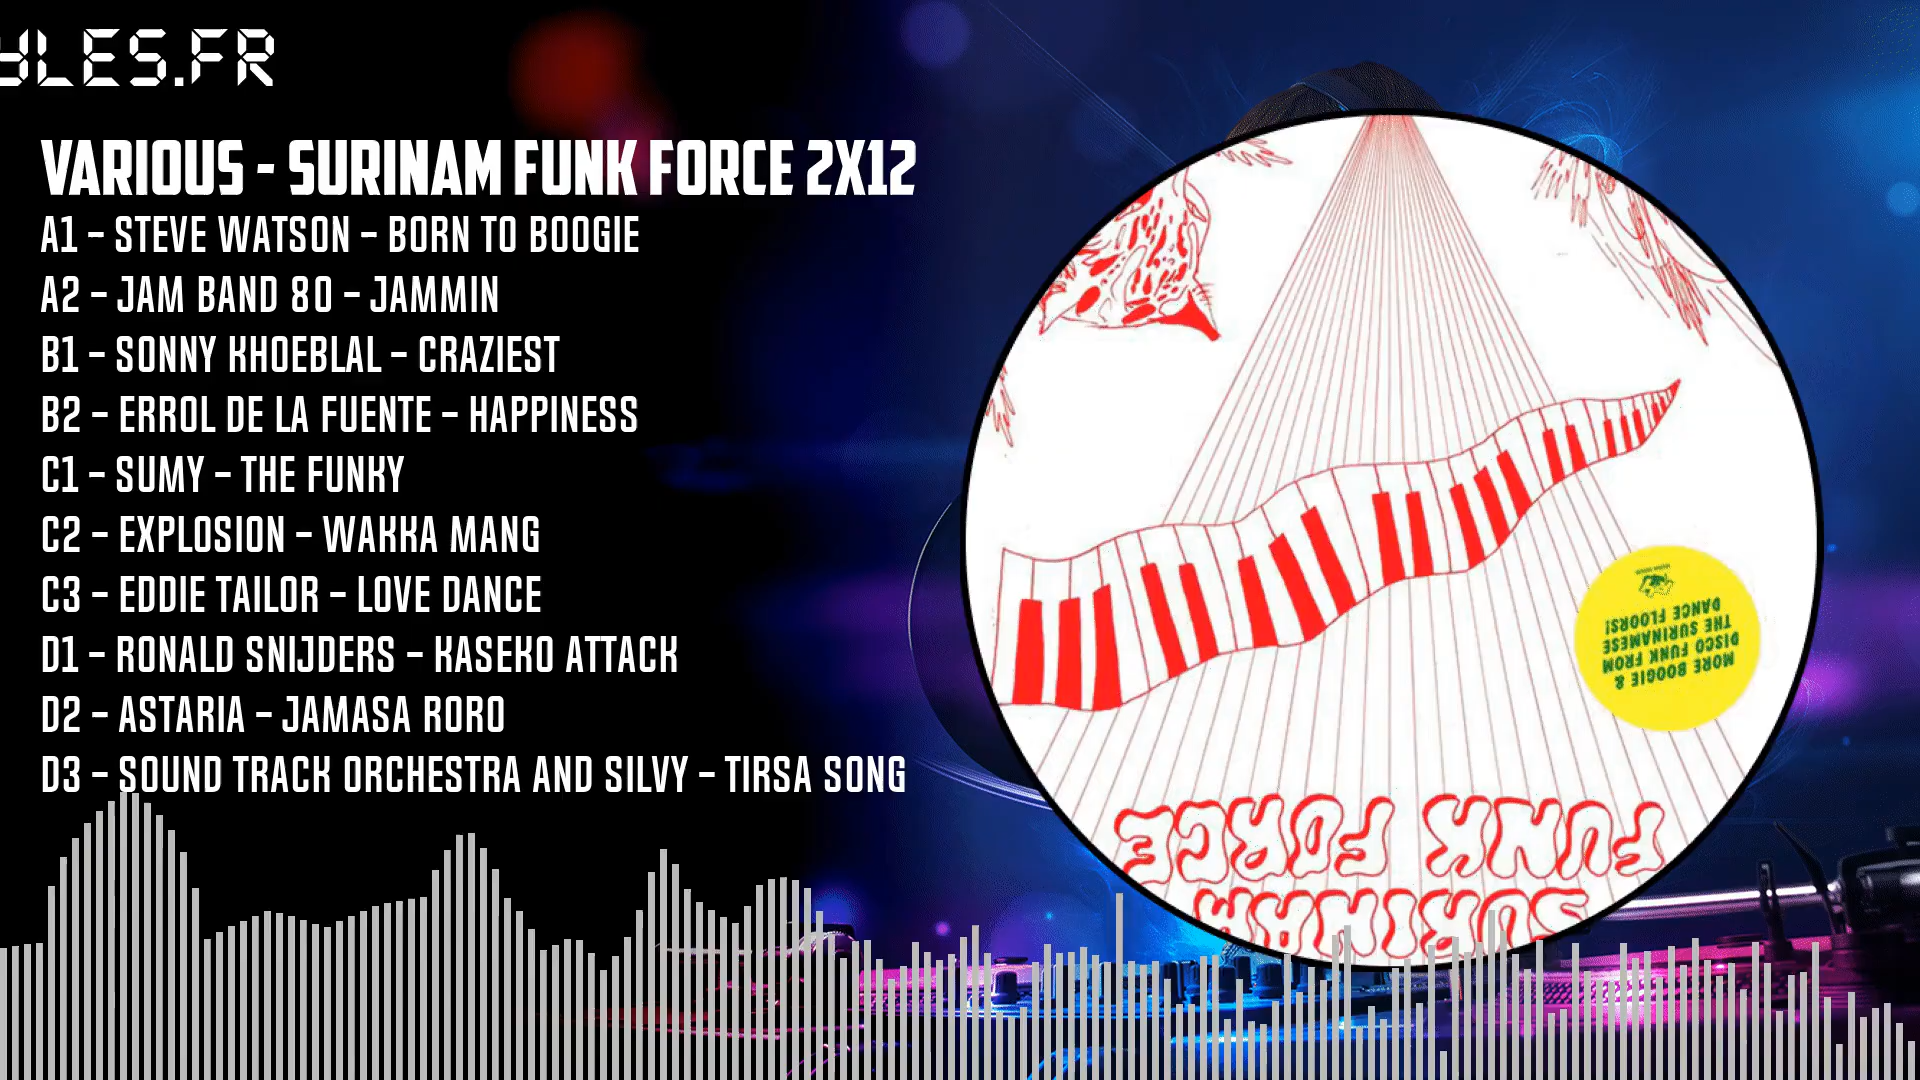 YLES.FR
VARIOUS - SURINAM FUNK FORCE 2X12
A1 – STEVE WATSON – BORN TO BOOGIE
A2 – JAM BAND 80 – JAMMIN
B1 – SONNY KHOEBLAL – CRAZIEST
B2 – ERROL DE LA FUENTE – HAPPINESS
C1 – SUMY – THE FUNKY
C2 – EXPLOSION – WAKKA MANG
C3 – EDDIE TAILOR – LOVE DANCE
D1 – RONALD SNIJDERS – KASEKO ATTACK
D2 – ASTARIA – JAMASA RORO
D3 – SOUND TRACK ORCHESTRA AND SILVY – TIRSA SONG
SURINAM
FUNK FORCE
MORE BOOGIE &
DISCO FUNK FROM
THE SURINAMESE
DANCE FLOORS!